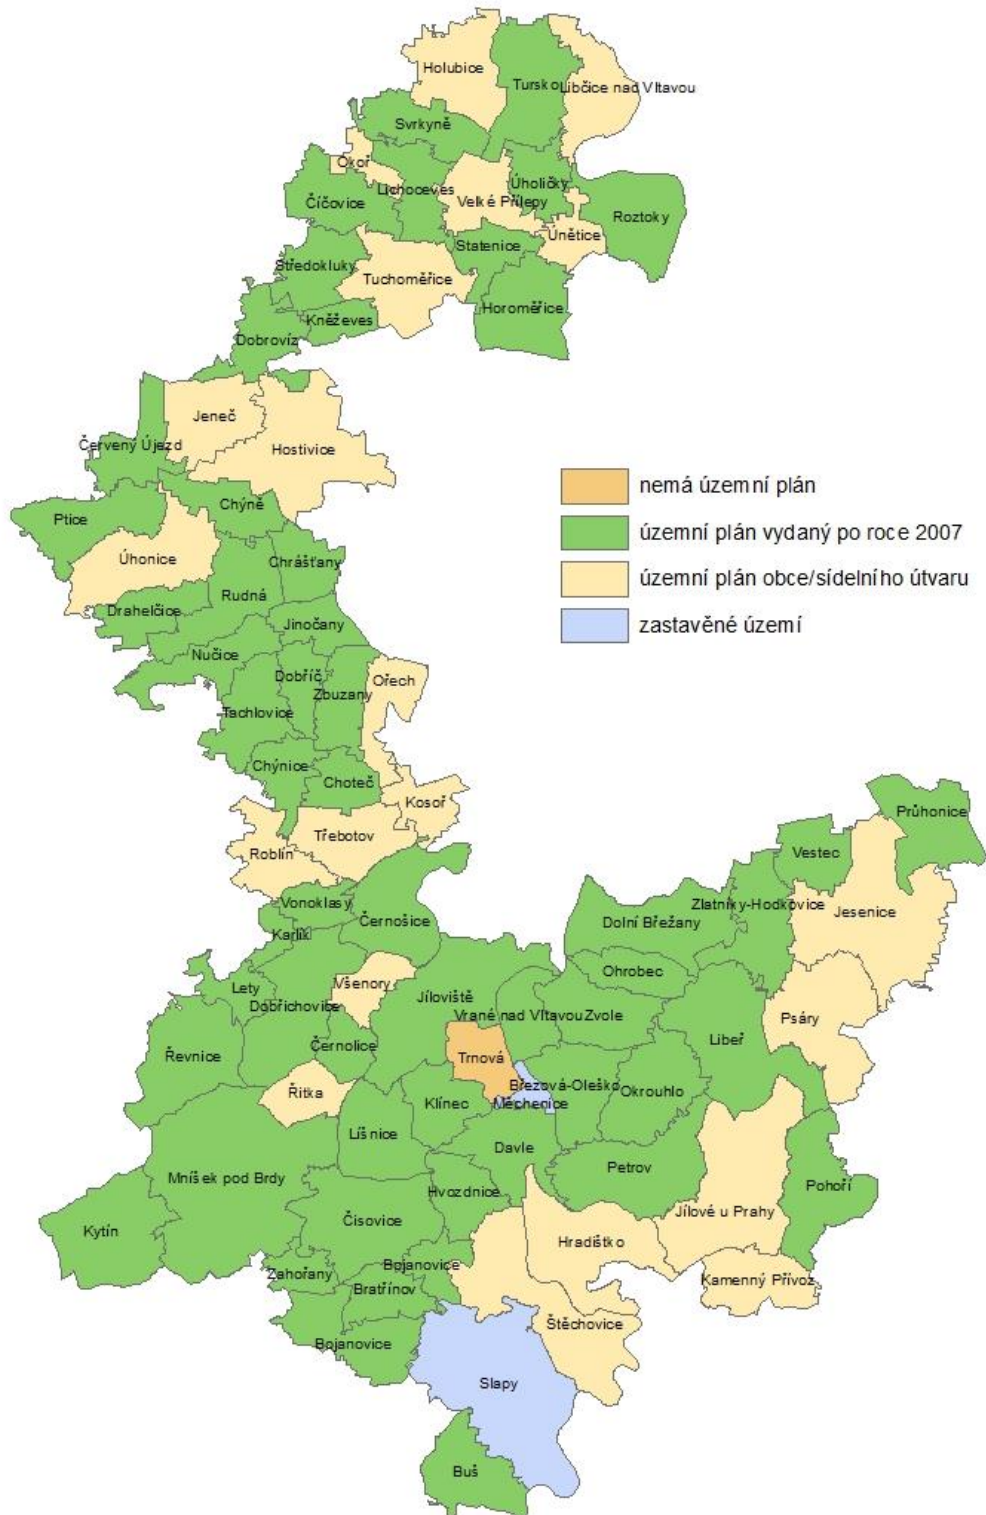 Holubice
Tursko
Libčice nad Vltavou
Svrkyně
Okoř
Lichoceves
Číčovice
Velké Přílepy
Úholičky
Roztoky
Únětice
Statenice
Středokluky
Tuchoměřice
Horoměřice
Kněževes
Dobrovíz
Jeneč
Červený Újezd
Hostivice
nemá územní plán
územní plán vydaný po roce 2007
územní plán obce/sídelního útvaru
zastavěné území
Chýně
Ptice
Úhonice
Chrášťany
Rudná
Drahelčice
Jinočany
Nučice
Dobříč
Ořech
Zbuzany
Tachlovice
Chýnice
Choteč
Kosoř
Průhonice
Třebotov
Roblín
Vestec
Vonoklasy
Zlatníky-Hodkovice
Jesenice
Černošice
Dolní Břežany
Karlík
Ohrobec
Všenory
Lety
Jíloviště
Dobřichovice
Vrané nad Vltavou
Zvole
Psáry
Libeř
Černolice
Řevnice
Trnová
Březová-Oleško
Okrouhlo
Řitka
Klínec
Měchenice
Líšnice
Davle
Petrov
Mníšek pod Brdy
Pohoří
Hvozdnice
Čisovice
Jílové u Prahy
Kytín
Hradištko
Bojanovice
Zahořany
Kamenný Přívoz
Bratřínov
Štěchovice
Bojanovice
Slapy
Buš